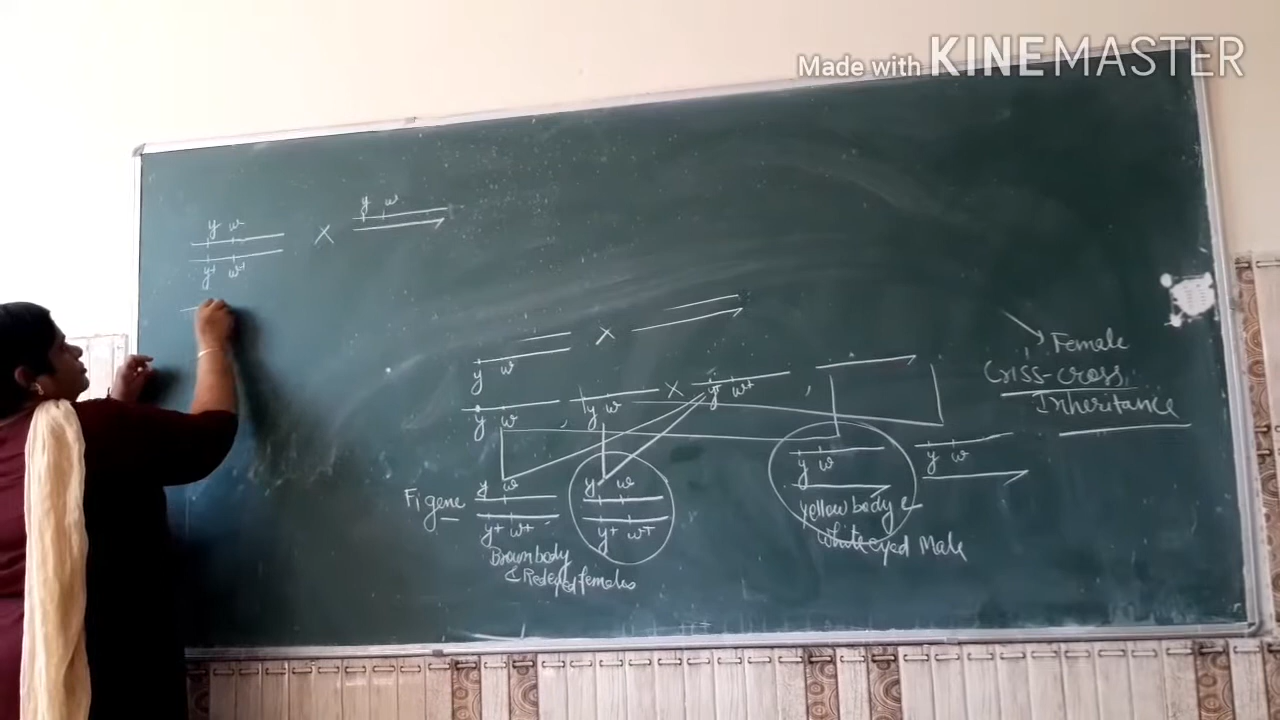 Made with KINEMASTER
y w
y w
X
y+ w+
X
y w
Female
Criss-cross
Inheritance
y w , y w X y+ w+ ,
y w
y w
F1 gene
y w
y w
y+ w+
y+ w+
Yellow body &
White eyed Male
Brown body
& Red eyed females